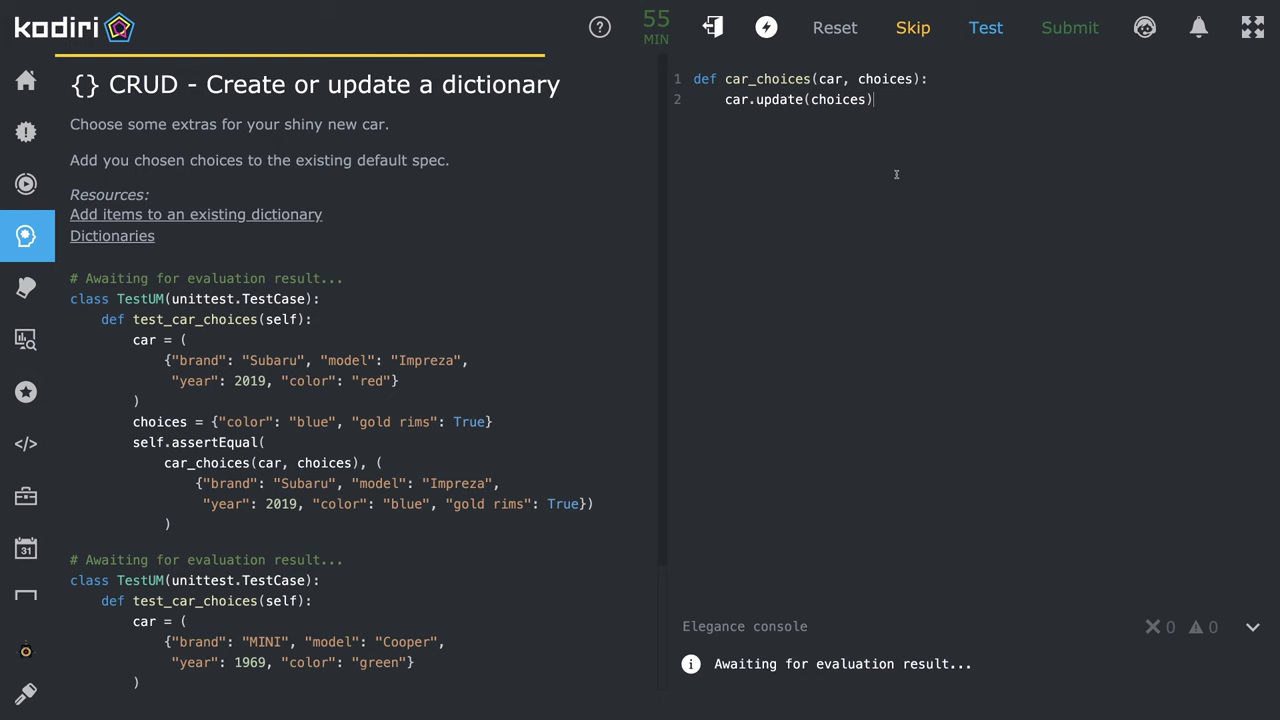 kodiri
55
MIN
Reset
Skip
Test
Submit
{} CRUD - Create or update a dictionary
Choose some extras for your shiny new car.
Add you chosen choices to the existing default spec.
Resources:
Add items to an existing dictionary
Dictionaries
# Awaiting for evaluation result...
class TestUM(unittest.TestCase):
    def test_car_choices(self):
        car = (
            {"brand": "Subaru", "model": "Impreza",
             "year": 2019, "color": "red"}
        )
        choices = {"color": "blue", "gold rims": True}
        self.assertEqual(
            car_choices(car, choices), (
                {"brand": "Subaru", "model": "Impreza",
                 "year": 2019, "color": "blue", "gold rims": True})
            )
# Awaiting for evaluation result...
class TestUM(unittest.TestCase):
    def test_car_choices(self):
        car = (
            {"brand": "MINI", "model": "Cooper",
             "year": 1969, "color": "green"}
        )
31
1 def car_choices(car, choices):
2     car.update(choices)
Elegance console
0
0
Awaiting for evaluation result...